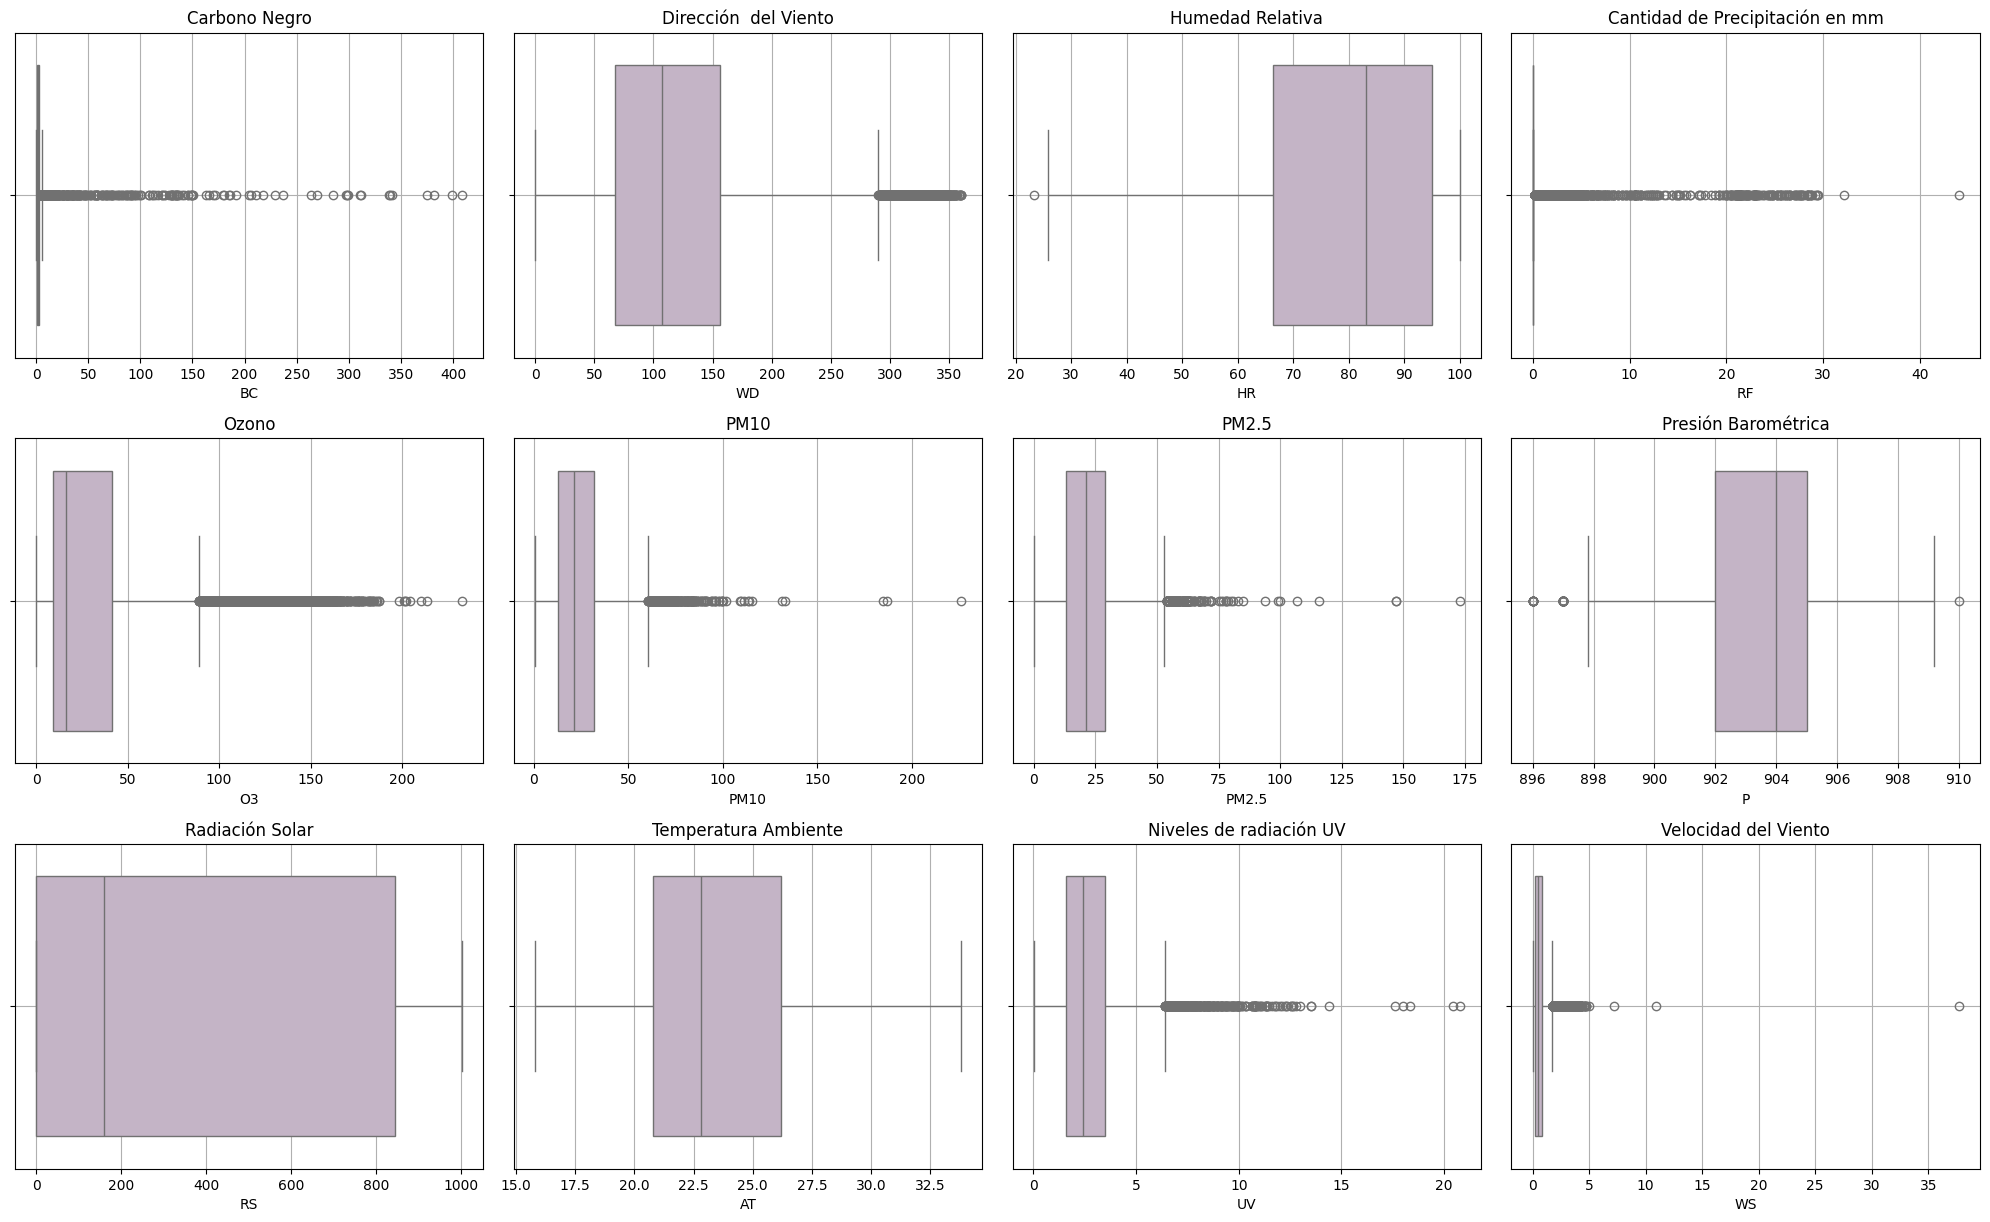 Carbono Negro
Dirección  del Viento
Humedad Relativa
Cantidad de Precipitación en mm
0 50 100 150 200 250 300 350 400
0 50 100 150 200 250 300 350
20 30 40 50 60 70 80 90 100
0 10 20 30 40
BC
WD
HR
RF
Ozono
PM10
PM2.5
Presión Barométrica
0 50 100 150 200
0 50 100 150 200
0 25 50 75 100 125 150 175
896 898 900 902 904 906 908 910
O3
PM10
PM2.5
P
Radiación Solar
Temperatura Ambiente
Niveles de radiación UV
Velocidad del Viento
0 200 400 600 800 1000
15.0 17.5 20.0 22.5 25.0 27.5 30.0 32.5
0 5 10 15 20
0 5 10 15 20 25 30 35
RS
AT
UV
WS